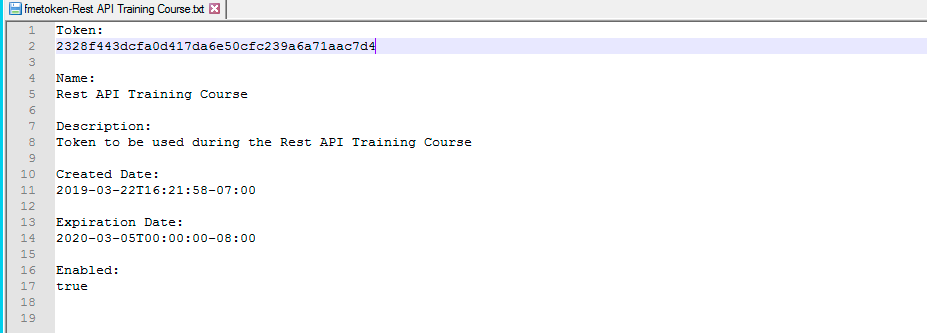 fmetoken-Rest API Training Course.txt
1 Token:
2 2328f443dcfa0d417da6e50cfc239a6a71aac7d4
3
4 Name:
5 Rest API Training Course
6
7 Description:
8 Token to be used during the Rest API Training Course
9
10 Created Date:
11 2019-03-22T16:21:58-07:00
12
13 Expiration Date:
14 2020-03-05T00:00:00-08:00
15
16 Enabled:
17 true
18
19